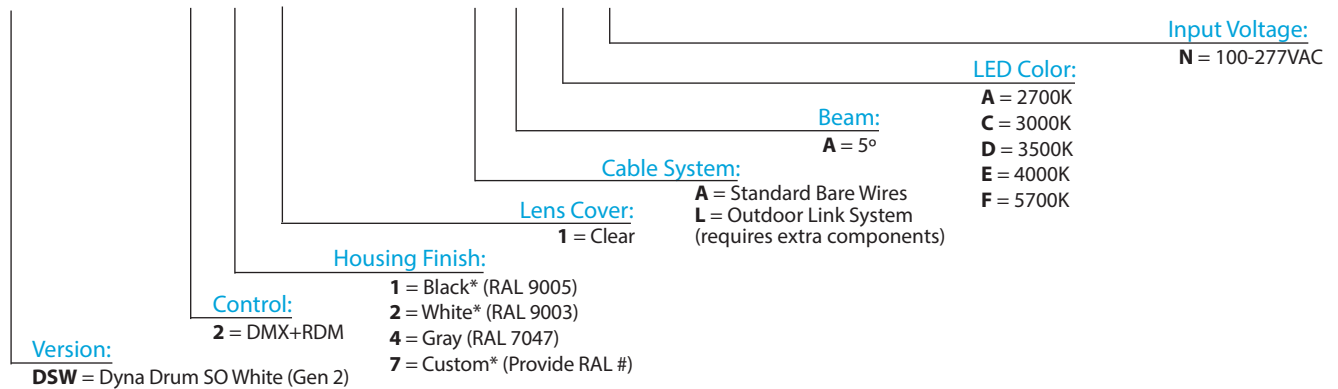 Input Voltage:
N = 100-277VAC
LED Color:
A = 2700K
C = 3000K
D = 3500K
E = 4000K
F = 5700K
Beam:
A = 5º
Cable System:
A = Standard Bare Wires
L = Outdoor Link System
(requires extra components)
Lens Cover:
1 = Clear
Housing Finish:
1 = Black* (RAL 9005)
2 = White* (RAL 9003)
4 = Gray (RAL 7047)
7 = Custom* (Provide RAL #)
Control:
2 = DMX+RDM
Version:
DSW = Dyna Drum SO White (Gen 2)